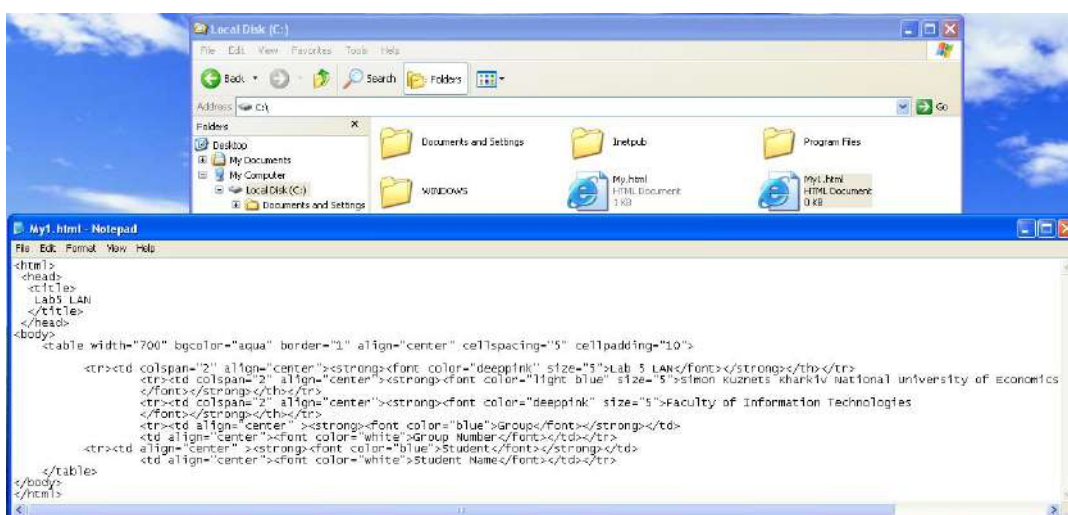 Local Disk (C:)
File Edit View Favorites Tools Help
Back Search Folders
Address C:\ Go
Folders
Desktop
My Documents
My Computer
Local Disk (C:)
Documents and Settings
Documents and Settings Inetpub Program Files
WINDOWS
My.html
HTML Document
1 KB
My1.html
HTML Document
0 KB
My1.html - Notepad
File Edit Format View Help
<html>
<head>
<title>
Lab5 LAN
</title>
</head>
<body>
<table width="700" bgcolor="aqua" border="1" align="center" cellspacing="5" cellpadding="10">
<tr><td colspan="2" align="center"><strong><font color="deeppink" size="5">Lab 5 LAN</font></strong></th></tr>
<tr><td colspan="2" align="center"><strong><font color="light blue" size="5">Simon Kuznets Kharkiv National University of Economics
</font></strong></th></tr>
<tr><td colspan="2" align="center"><strong><font color="deeppink" size="5">Faculty of Information Technologies
</font></strong></th></tr>
<tr><td align="center" ><strong><font color="blue">Group</font></strong></td>
<td align="center"><font color="white">Group Number</font></td></tr>
<tr><td align="center" ><strong><font color="blue">Student</font></strong></td>
<td align="center"><font color="white">Student Name</font></td></tr>
</table>
</body>
</html>